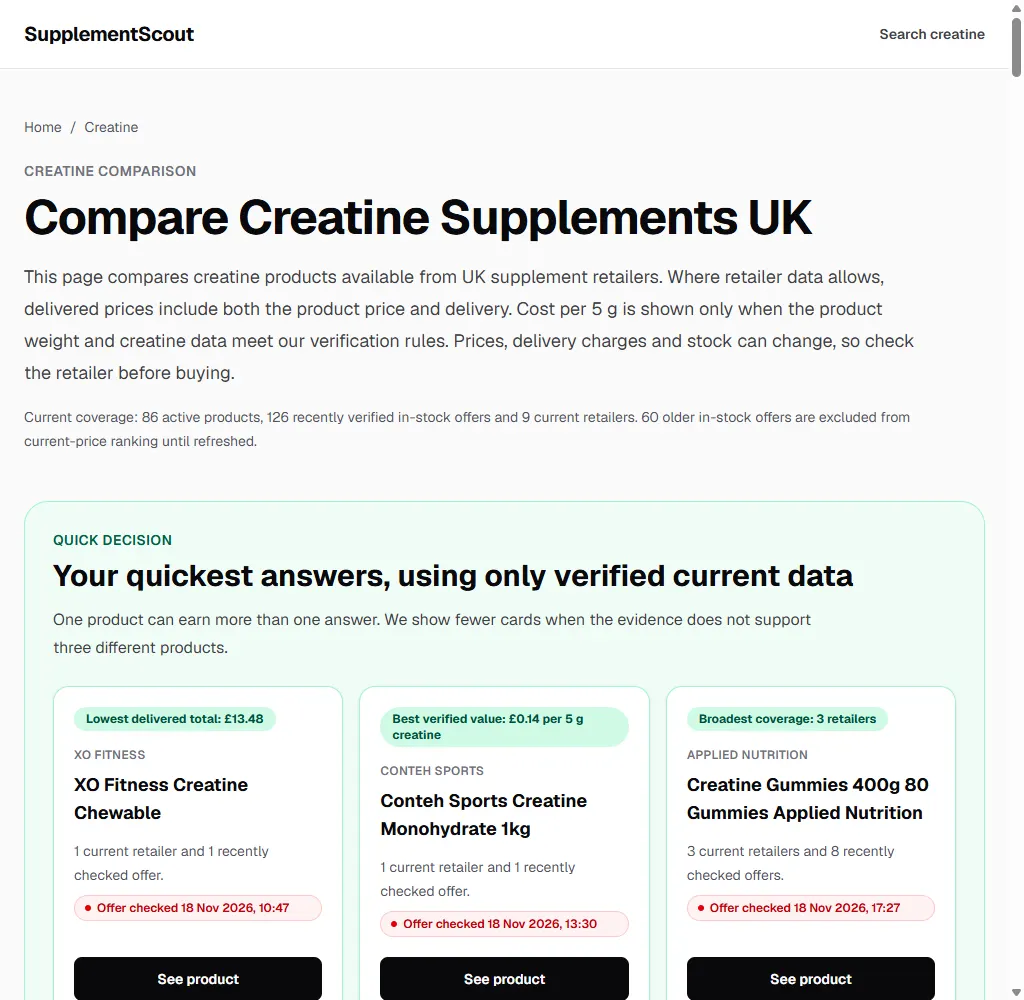 SupplementScout
Search creatine
Home / Creatine
CREATINE COMPARISON
Compare Creatine Supplements UK
This page compares creatine products available from UK supplement retailers. Where retailer data allows,
delivered prices include both the product price and delivery. Cost per 5 g is shown only when the product
weight and creatine data meet our verification rules. Prices, delivery charges and stock can change, so check
the retailer before buying.
Current coverage: 86 active products, 126 recently verified in-stock offers and 9 current retailers. 60 older in-stock offers are excluded from
current-price ranking until refreshed.
QUICK DECISION
Your quickest answers, using only verified current data
One product can earn more than one answer. We show fewer cards when the evidence does not support
three different products.
Lowest delivered total: £13.48
XO FITNESS
XO Fitness Creatine
Chewable
1 current retailer and 1 recently
checked offer.
Offer checked 18 Nov 2026, 10:47
See product
Best verified value: £0.14 per 5 g
creatine
CONTEH SPORTS
Conteh Sports Creatine
Monohydrate 1kg
1 current retailer and 1 recently
checked offer.
Offer checked 18 Nov 2026, 13:30
See product
Broadest coverage: 3 retailers
APPLIED NUTRITION
Creatine Gummies 400g 80
Gummies Applied Nutrition
3 current retailers and 8 recently
checked offers.
Offer checked 18 Nov 2026, 17:27
See product